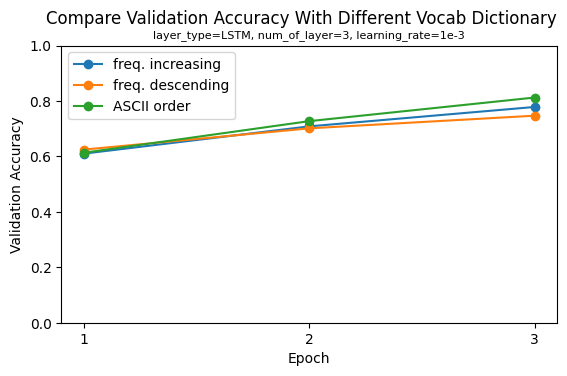 Compare Validation Accuracy With Different Vocab Dictionary
layer_type=LSTM, num_of_layer=3, learning_rate=1e-3
1.0
freq. increasing
freq. descending
ASCII order
0.8
0.6
0.4
0.2
0.0
Validation Accuracy
1
2
3
Epoch